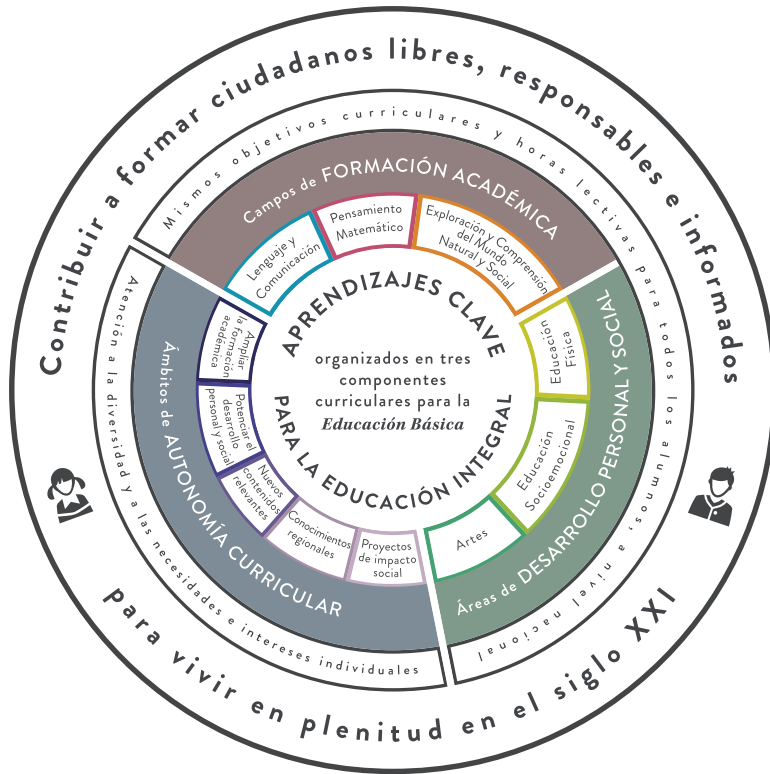 Contribuir a formar ciudadanos libres, responsables e informados
para vivir en plenitud en el siglo XXI
Mismos objetivos curriculares y horas lectivas para todos los alumnos, a nivel nacional
Atención a la diversidad y a las necesidades e intereses individuales
Campos de FORMACIÓN ACADÉMICA
Lenguaje y
Comunicación
Pensamiento
Matemático
Exploración y Comprensión
del Mundo
Natural y Social
Áreas de DESARROLLO PERSONAL Y SOCIAL
Educación
Física
Educación
Socioemocional
Artes
Ámbitos de AUTONOMÍA CURRICULAR
Ampliar
la formación
académica
Potenciar el
desarrollo
personal y social
Nuevos
contenidos
relevantes
Conocimientos
regionales
Proyectos
de impacto
social
APRENDIZAJES CLAVE
organizados en tres
componentes
curriculares para la
Educación Básica
PARA LA EDUCACIÓN INTEGRAL